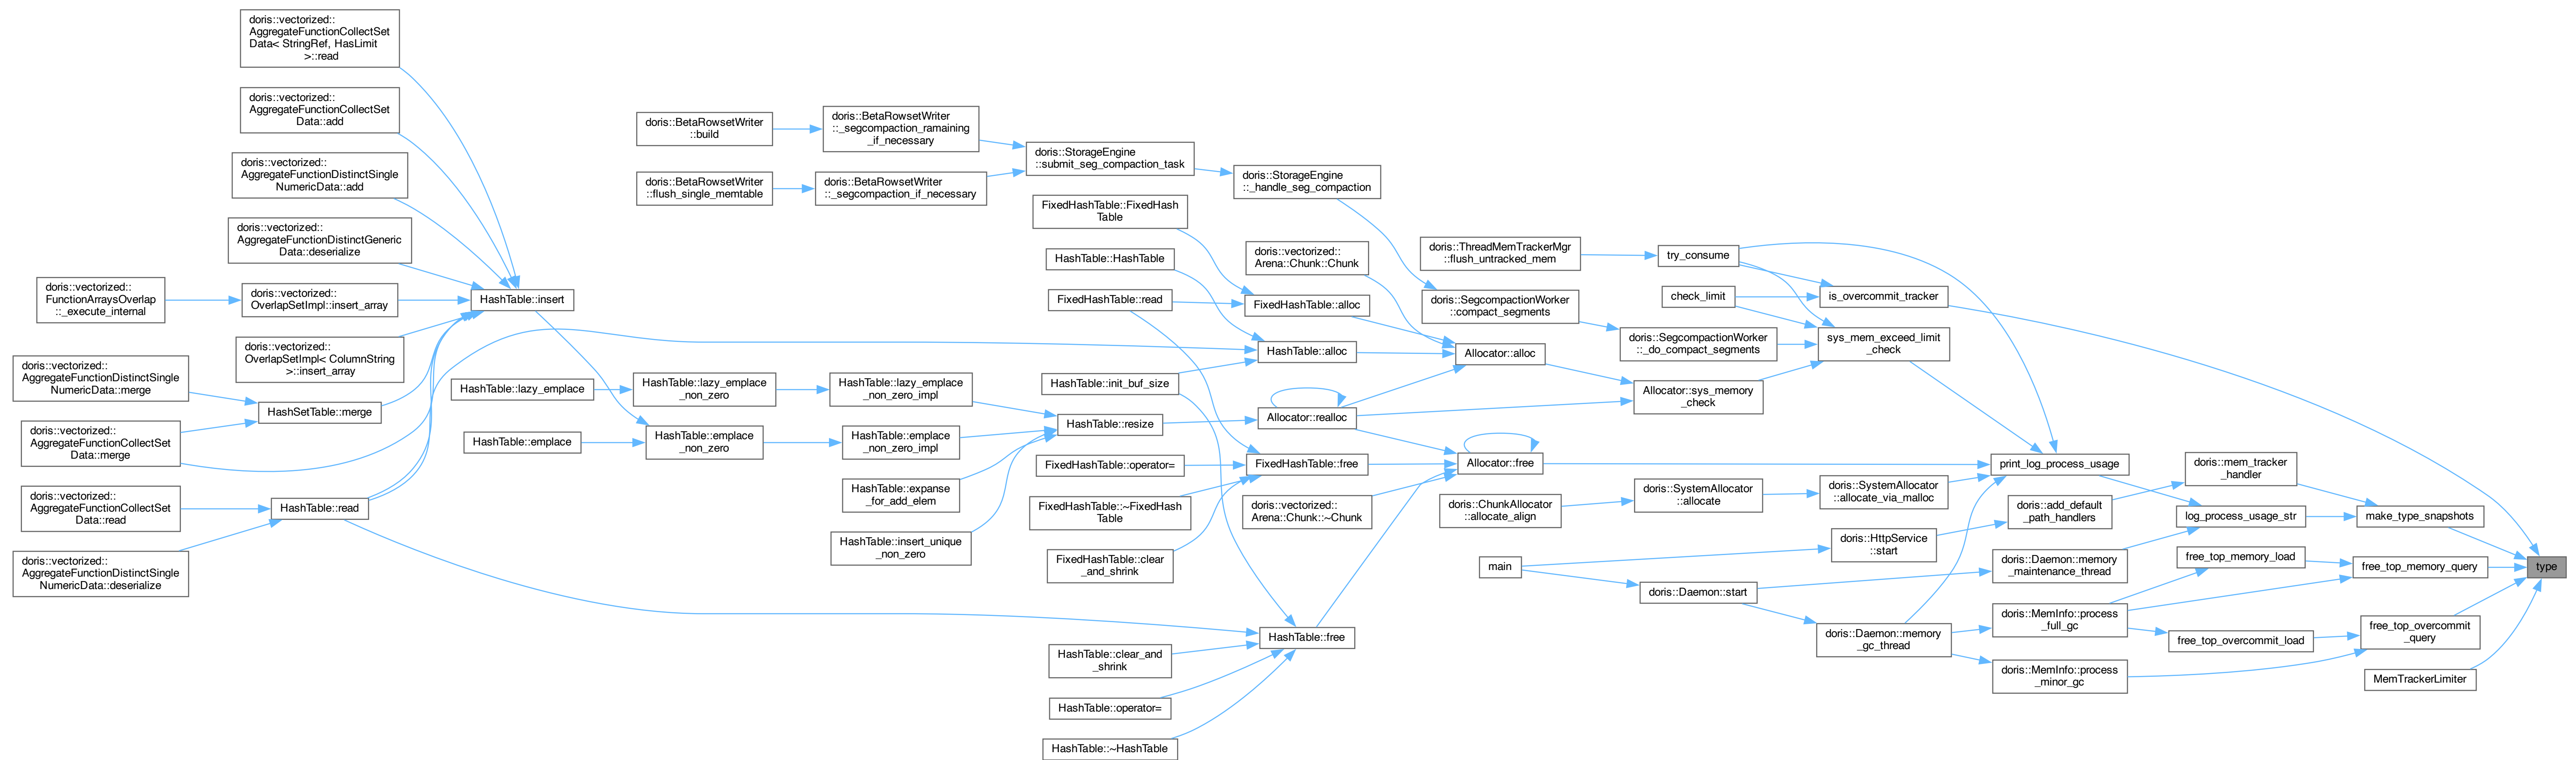 doris::vectorized::
AggregateFunctionCollectSet
Data< StringRef, HasLimit
>::read
doris::vectorized::
AggregateFunctionCollectSet
Data::add
doris::vectorized::
AggregateFunctionDistinctSingle
NumericData::add
doris::vectorized::
AggregateFunctionDistinctGeneric
Data::deserialize
doris::vectorized::
FunctionArraysOverlap
::_execute_internal
doris::vectorized::
OverlapSetImpl::insert_array
doris::vectorized::
OverlapSetImpl< ColumnString
>::insert_array
doris::vectorized::
AggregateFunctionDistinctSingle
NumericData::merge
HashSetTable::merge
doris::vectorized::
AggregateFunctionCollectSet
Data::merge
doris::vectorized::
AggregateFunctionCollectSet
Data::read
HashTable::read
doris::vectorized::
AggregateFunctionDistinctSingle
NumericData::deserialize
HashTable::insert
HashTable::lazy_emplace
HashTable::emplace
doris::BetaRowsetWriter
::build
doris::BetaRowsetWriter
::flush_single_memtable
HashTable::lazy_emplace
_non_zero
HashTable::emplace
_non_zero
doris::BetaRowsetWriter
::_segcompaction_ramaining
_if_necessary
doris::BetaRowsetWriter
::_segcompaction_if_necessary
HashTable::lazy_emplace
_non_zero_impl
HashTable::emplace
_non_zero_impl
HashTable::expanse
_for_add_elem
HashTable::insert_unique
_non_zero
doris::StorageEngine
::submit_seg_compaction_task
FixedHashTable::FixedHash
Table
HashTable::HashTable
FixedHashTable::read
HashTable::init_buf_size
HashTable::resize
FixedHashTable::operator=
FixedHashTable::~FixedHash
Table
FixedHashTable::clear
_and_shrink
HashTable::clear_and
_shrink
HashTable::operator=
HashTable::~HashTable
doris::StorageEngine
::_handle_seg_compaction
doris::vectorized::
Arena::Chunk::Chunk
FixedHashTable::alloc
HashTable::alloc
Allocator::realloc
FixedHashTable::free
doris::vectorized::
Arena::Chunk::~Chunk
HashTable::free
doris::ThreadMemTrackerMgr
::flush_untracked_mem
doris::SegcompactionWorker
::compact_segments
Allocator::alloc
Allocator::free
doris::ChunkAllocator
::allocate_align
main
try_consume
check_limit
doris::SegcompactionWorker
::_do_compact_segments
Allocator::sys_memory
_check
doris::SystemAllocator
::allocate
doris::Daemon::start
is_overcommit_tracker
sys_mem_exceed_limit
_check
doris::SystemAllocator
::allocate_via_malloc
doris::HttpService
::start
doris::Daemon::memory
_gc_thread
print_log_process_usage
doris::add_default
_path_handlers
doris::Daemon::memory
_maintenance_thread
doris::MemInfo::process
_full_gc
doris::MemInfo::process
_minor_gc
doris::mem_tracker
_handler
log_process_usage_str
free_top_memory_load
free_top_overcommit_load
make_type_snapshots
free_top_memory_query
free_top_overcommit
_query
MemTrackerLimiter
type